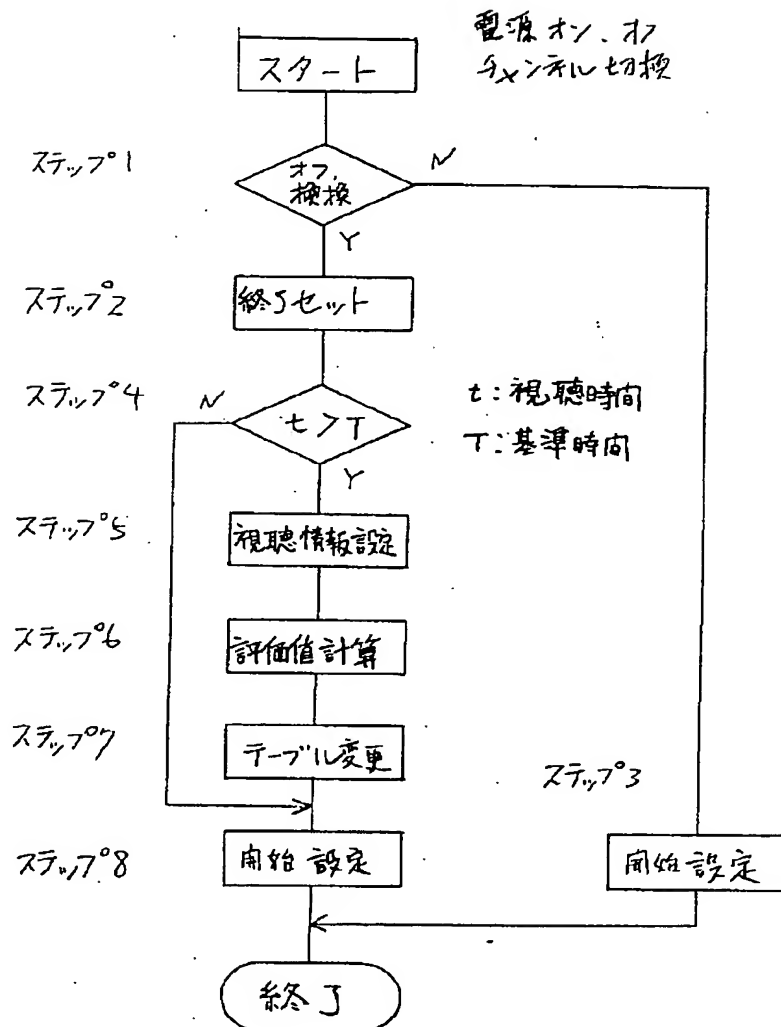 電源オン、オフ
チャンネル切換
スタート
ステップ1
オフ,
切換
N
Y
ステップ2
終了セット
ステップ4
N
t>T
Y
t:視聴時間
T:基準時間
ステップ5
視聴情報設定
ステップ6
評価値計算
ステップ7
テーブル変更
ステップ3
ステップ8
開始設定
開始設定
終了